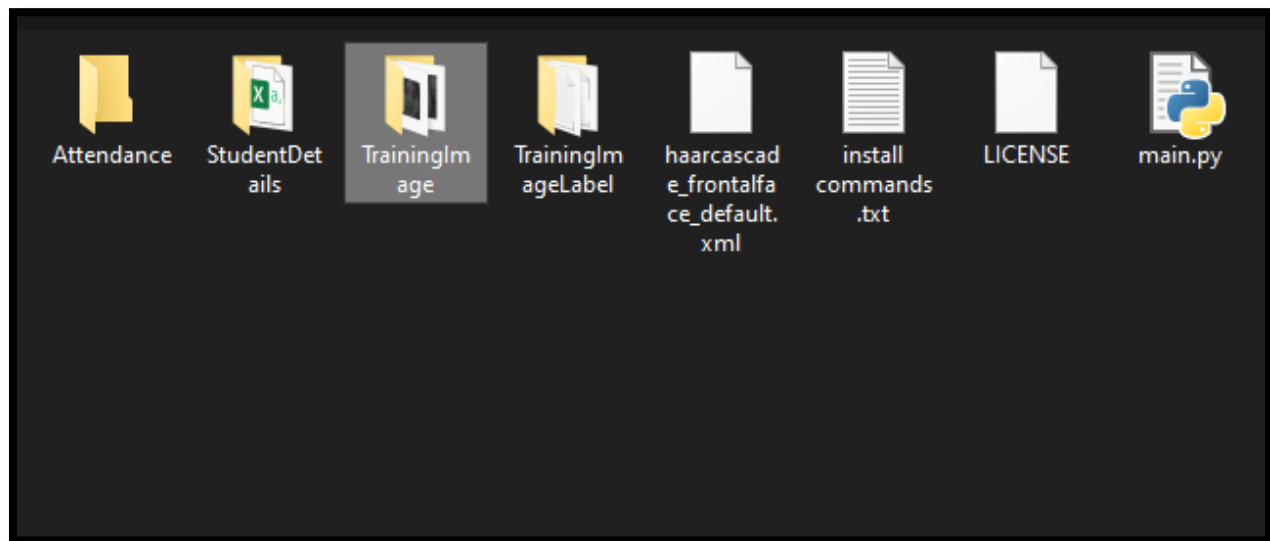 Attendance
StudentDet
ails
TrainingIm
age
TrainingIm
ageLabel
haarcascad
e_frontalfa
ce_default.
xml
install
commands
.txt
LICENSE
main.py
X a,